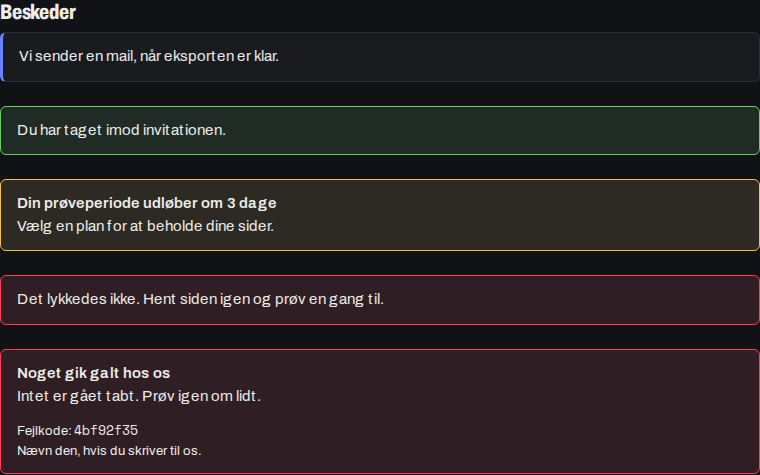 Beskeder
Vi sender en mail, når eksporten er klar.
Du har taget imod invitationen.
Din prøveperiode udløber om 3 dage
Vælg en plan for at beholde dine sider.
Det lykkedes ikke. Hent siden igen og prøv en gang til.
Noget gik galt hos os
Intet er gået tabt. Prøv igen om lidt.
Fejlkode: 4bf92f35
Nævn den, hvis du skriver til os.